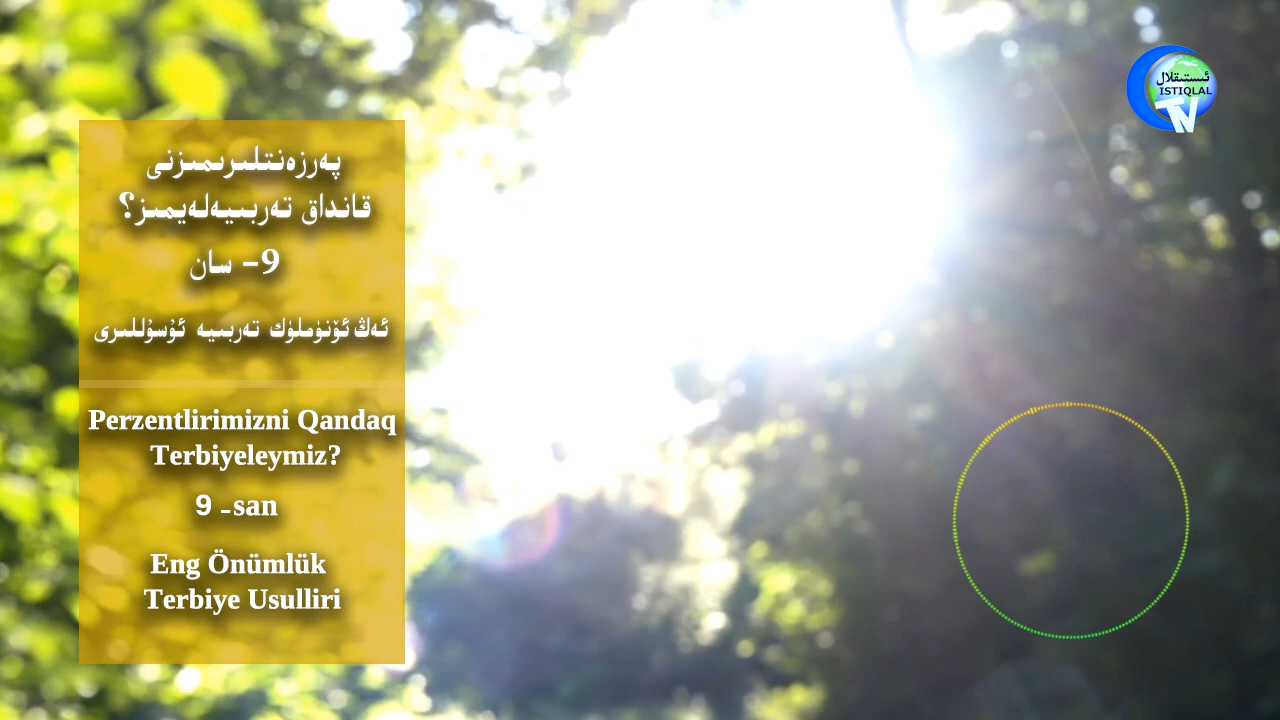 پەرزەنتلىرىمىزنى
قانداق تەربىيەلەيمىز؟
9- سان
ئەڭ ئۈنۈملۈك تەربىيە ئۇسۇللىرى
Perzentlirimizni Qandaq
Terbiyeleymiz?
9 -san
Eng Önümlük
Terbiye Usulliri
ئىستىقلال
ISTIQLAL
TV